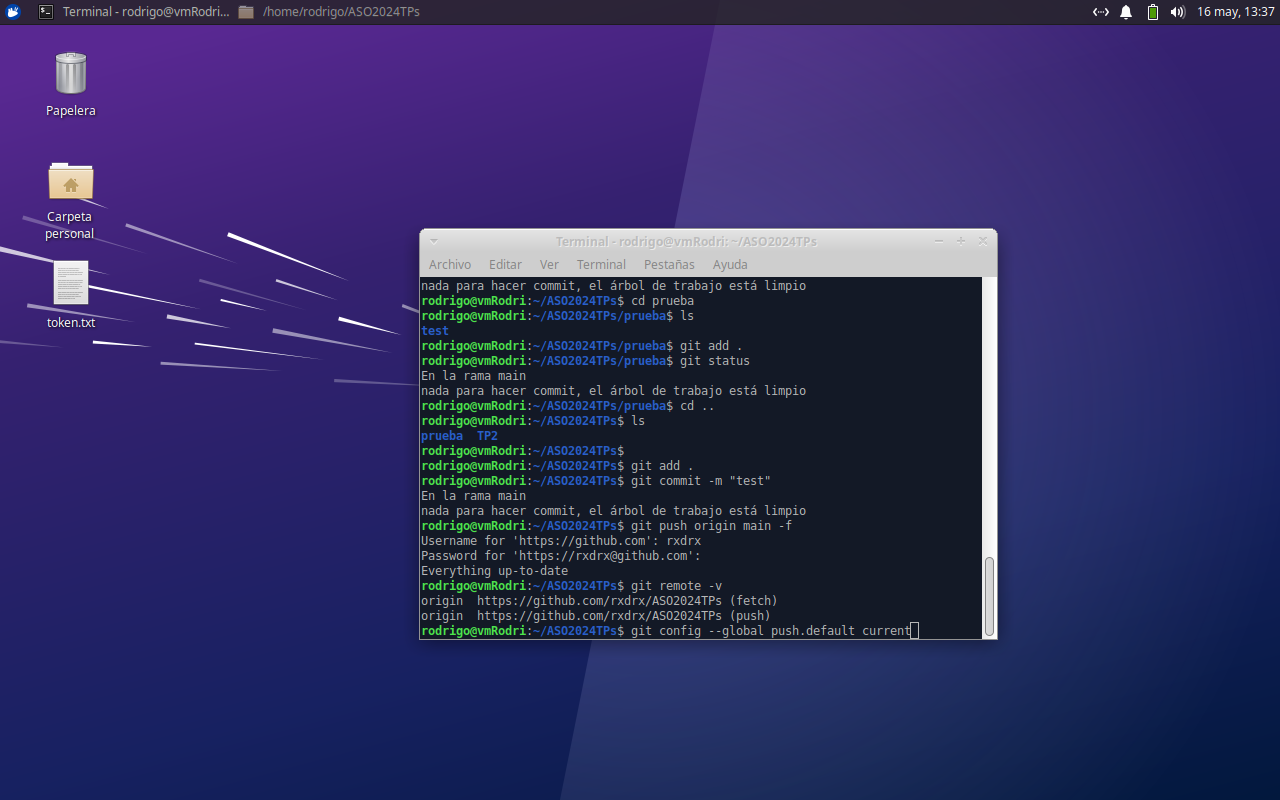 Terminal - rodrigo@vmRodri...
/home/rodrigo/ASO2024TPs
16 may, 13:37
Papelera
Carpeta
personal
token.txt
Terminal - rodrigo@vmRodri: ~/ASO2024TPs
Archivo Editar Ver Terminal Pestañas Ayuda
nada para hacer commit, el árbol de trabajo está limpio
rodrigo@vmRodri:~/ASO2024TPs$ cd prueba
rodrigo@vmRodri:~/ASO2024TPs/prueba$ ls
test
rodrigo@vmRodri:~/ASO2024TPs/prueba$ git add .
rodrigo@vmRodri:~/ASO2024TPs/prueba$ git status
En la rama main
nada para hacer commit, el árbol de trabajo está limpio
rodrigo@vmRodri:~/ASO2024TPs/prueba$ cd ..
rodrigo@vmRodri:~/ASO2024TPs$ ls
prueba TP2
rodrigo@vmRodri:~/ASO2024TPs$
rodrigo@vmRodri:~/ASO2024TPs$ git add .
rodrigo@vmRodri:~/ASO2024TPs$ git commit -m "test"
En la rama main
nada para hacer commit, el árbol de trabajo está limpio
rodrigo@vmRodri:~/ASO2024TPs$ git push origin main -f
Username for 'https://github.com': rxdrx
Password for 'https://rxdrx@github.com':
Everything up-to-date
rodrigo@vmRodri:~/ASO2024TPs$ git remote -v
origin https://github.com/rxdrx/ASO2024TPs (fetch)
origin https://github.com/rxdrx/ASO2024TPs (push)
rodrigo@vmRodri:~/ASO2024TPs$ git config --global push.default current